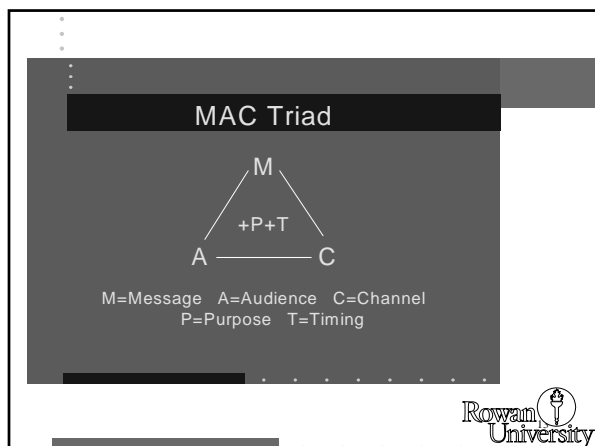 MAC Triad
M
+P+T
A C
M=Message A=Audience C=Channel
P=Purpose T=Timing
Rowan
University